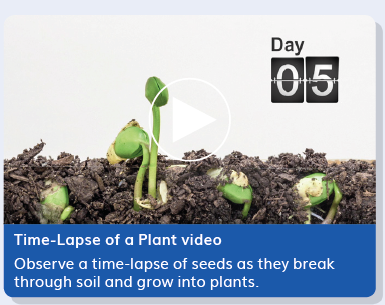 Day
05
Time-Lapse of a Plant video
Observe a time-lapse of seeds as they break
through soil and grow into plants.